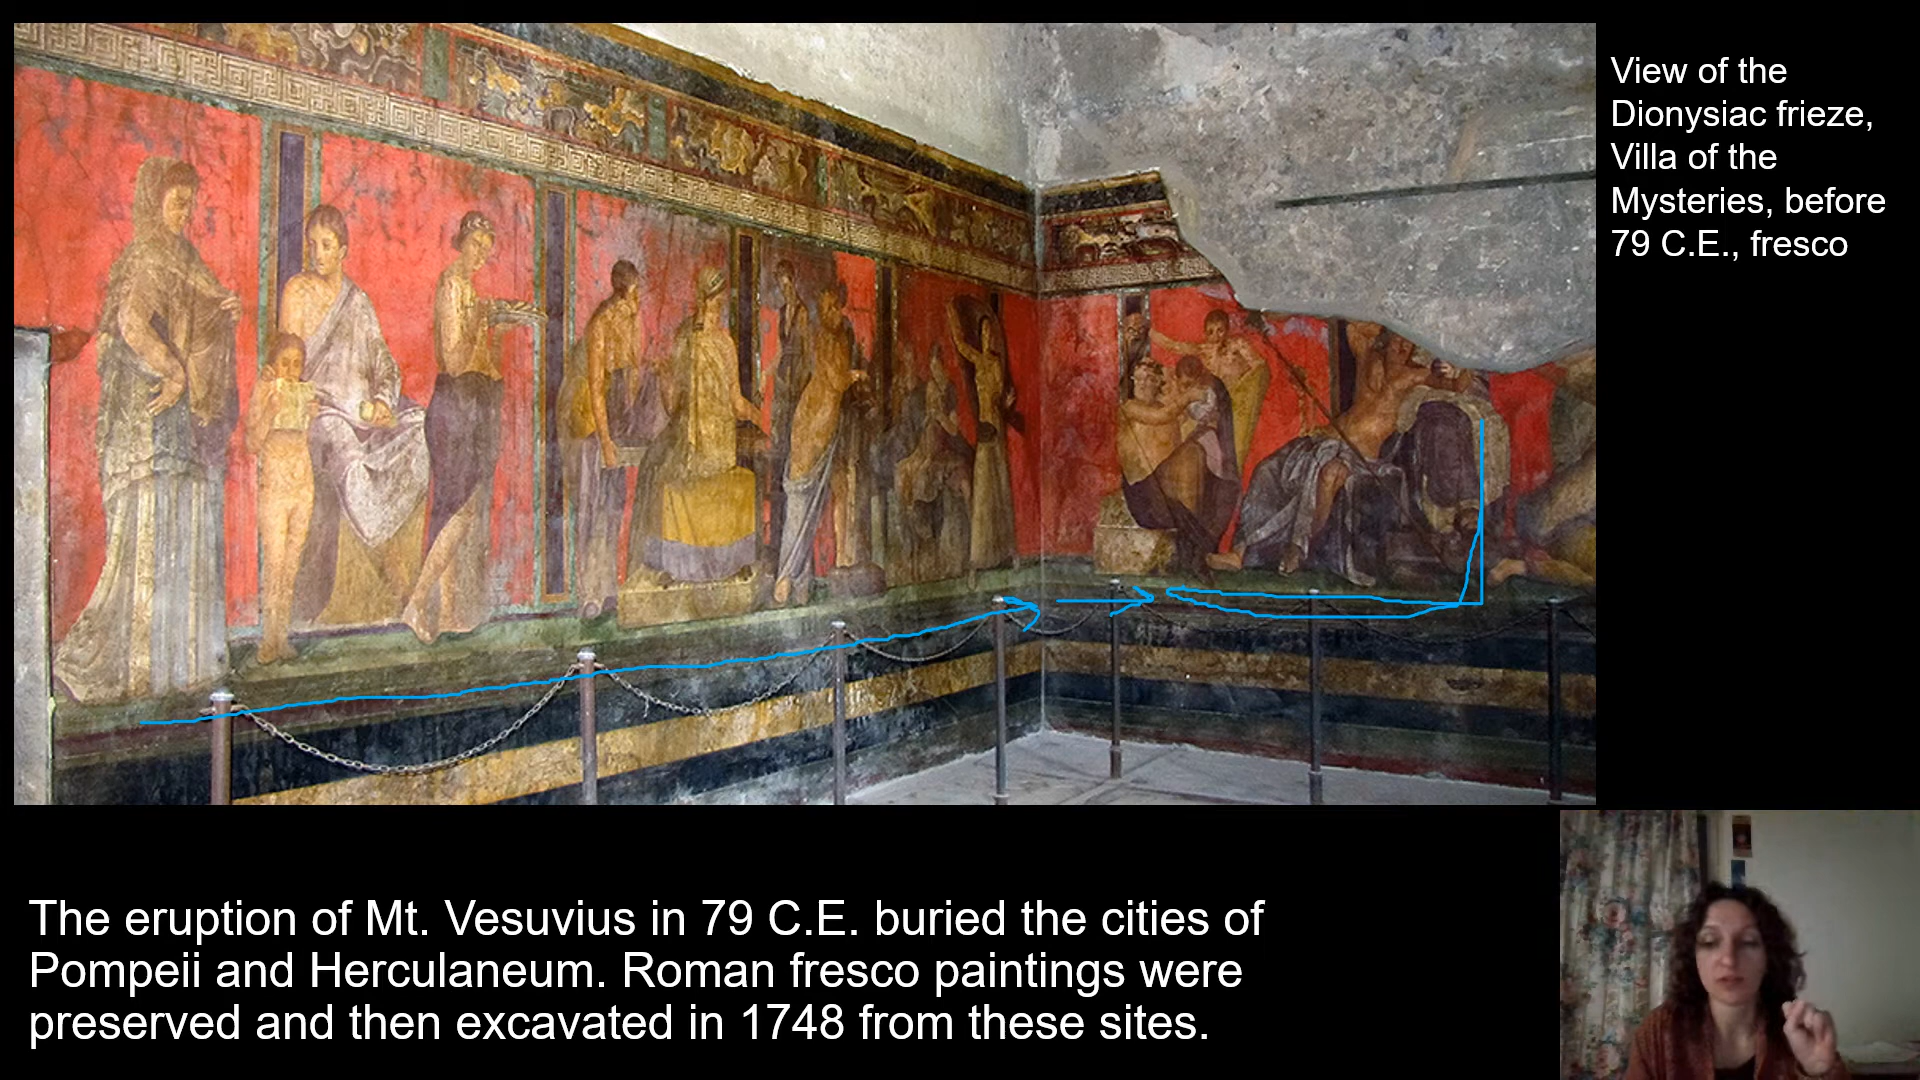 View of the
Dionysiac frieze,
Villa of the
Mysteries, before
79 C.E., fresco
The eruption of Mt. Vesuvius in 79 C.E. buried the cities of
Pompeii and Herculaneum. Roman fresco paintings were
preserved and then excavated in 1748 from these sites.